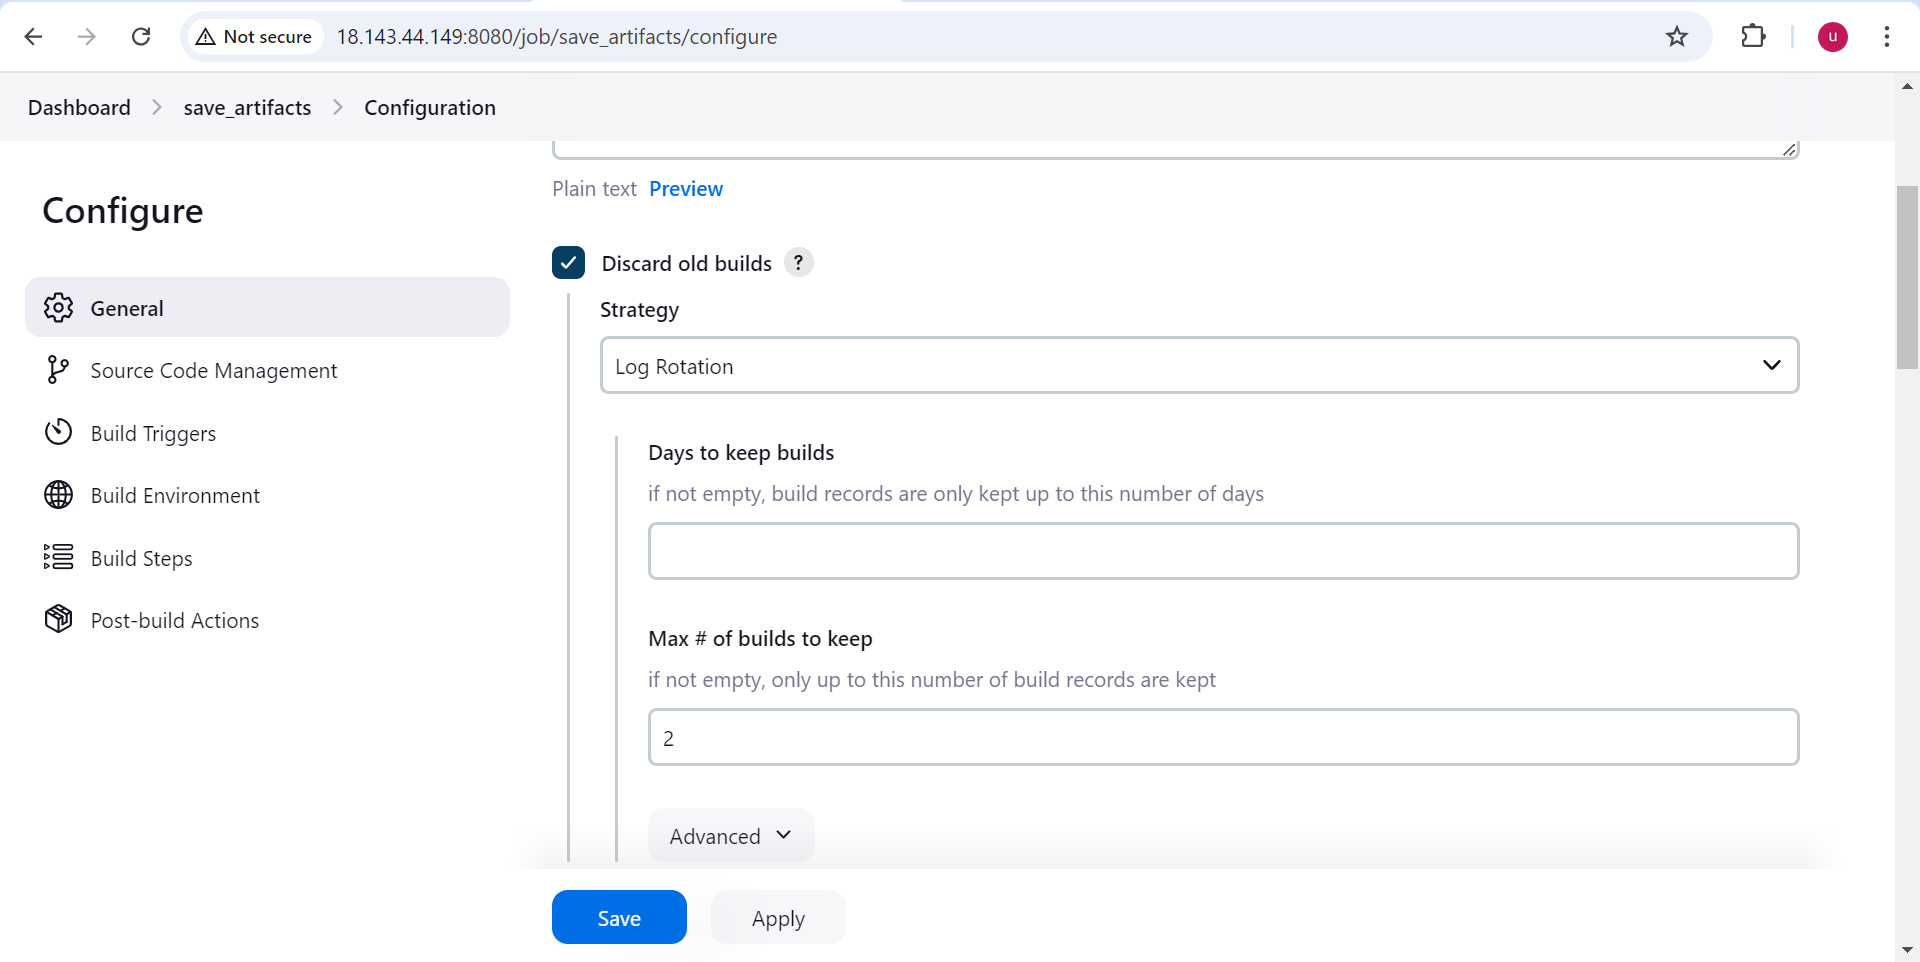 Not secure 18.143.44.149:8080/job/save_artifacts/configure u
Dashboard save_artifacts Configuration
Plain text Preview
Configure
General
Source Code Management
Build Triggers
Build Environment
Build Steps
Post-build Actions
Discard old builds ?
Strategy
Log Rotation
Days to keep builds
if not empty, build records are only kept up to this number of days
Max # of builds to keep
if not empty, only up to this number of build records are kept
2
Advanced
Save Apply